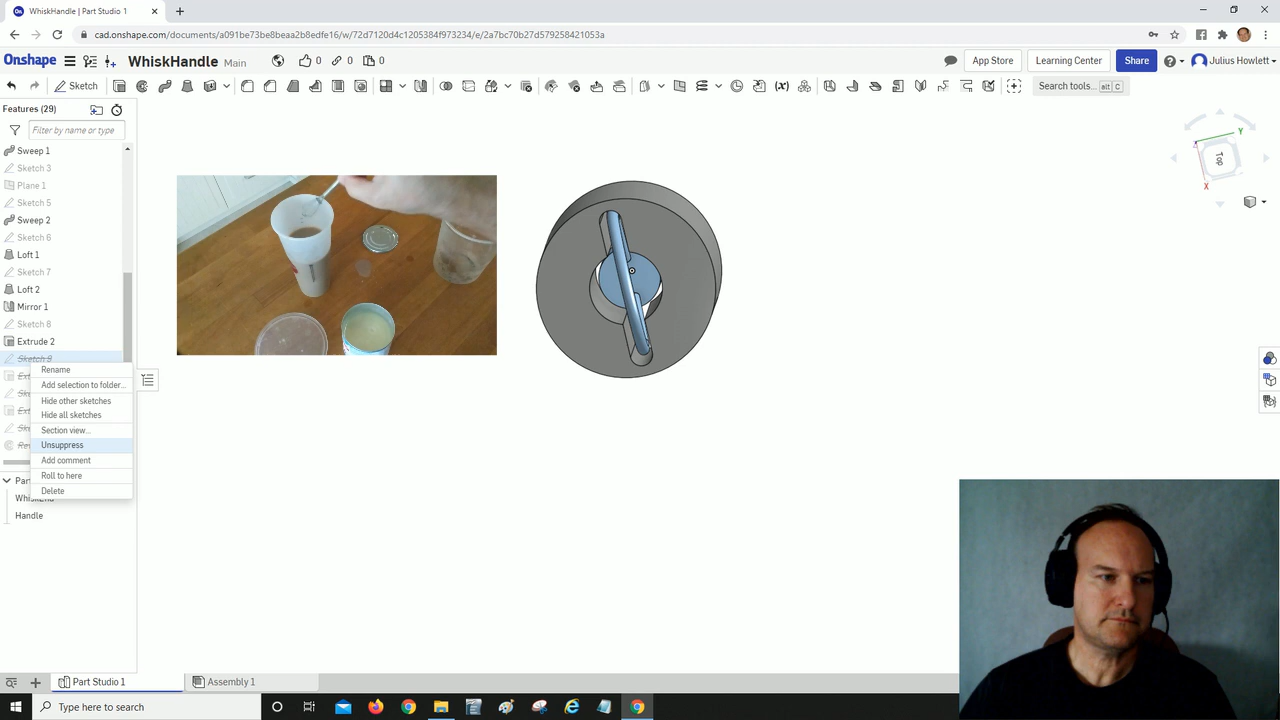 WhiskHandle | Part Studio 1
cad.onshape.com/documents/a091be73be8beaa2b8edfe16/w/72d7120d4c1205384f973234/e/2a7bc70b27d579258421053a
Onshape
WhiskHandle Main
0
0
0
App Store
Learning Center
Share
Julius Howlett
Sketch
Search tools...
alt
C
Features (29)
Filter by name or type
Sweep 1
Sketch 3
Plane 1
Sketch 5
Sweep 2
Sketch 6
Loft 1
Sketch 7
Loft 2
Mirror 1
Sketch 8
Extrude 2
Sketch 9
Rename
Add selection to folder...
Hide other sketches
Hide all sketches
Section view...
Unsuppress
Add comment
Roll to here
Delete
Handle
Y
Top
X
Part Studio 1
Assembly 1
Type here to search